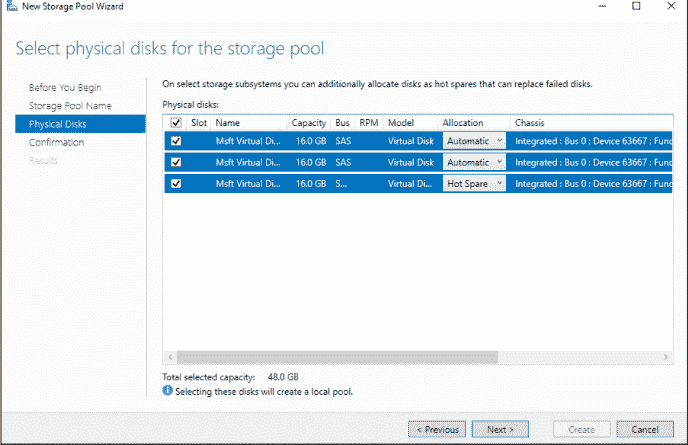 New Storage Pool Wizard
Select physical disks for the storage pool
Before You Begin
Storage Pool Name
Physical Disks
Confirmation
Results
On select storage subsystems you can additionally allocate disks as hot spares that can replace failed disks.
Physical disks:
Slot Name Capacity Bus RPM Model Allocation Chassis
Msft Virtual Di... 16.0 GB SAS Virtual Disk Automatic Integrated : Bus 0 : Device 63667 : Func
Msft Virtual Di... 16.0 GB SAS Virtual Disk Automatic Integrated : Bus 0 : Device 63667 : Func
Msft Virtual Di... 16.0 GB S... Virtual Di... Hot Spare Integrated : Bus 0 : Device 63667 : Func
Total selected capacity: 48.0 GB
Selecting these disks will create a local pool.
< Previous Next > Create Cancel